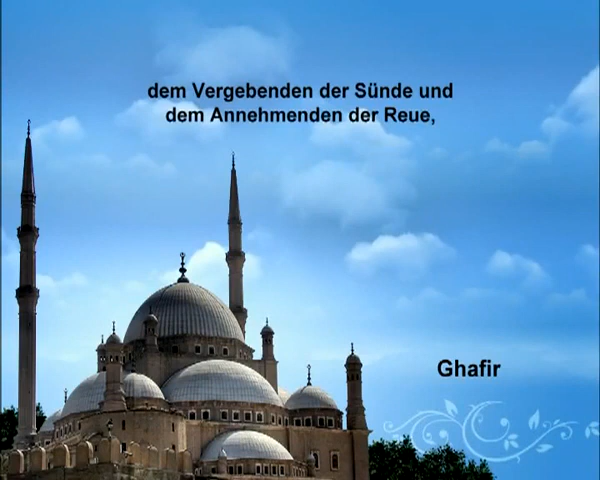 dem Vergebenden der Sünde und
dem Annehmenden der Reue,
Ghafir